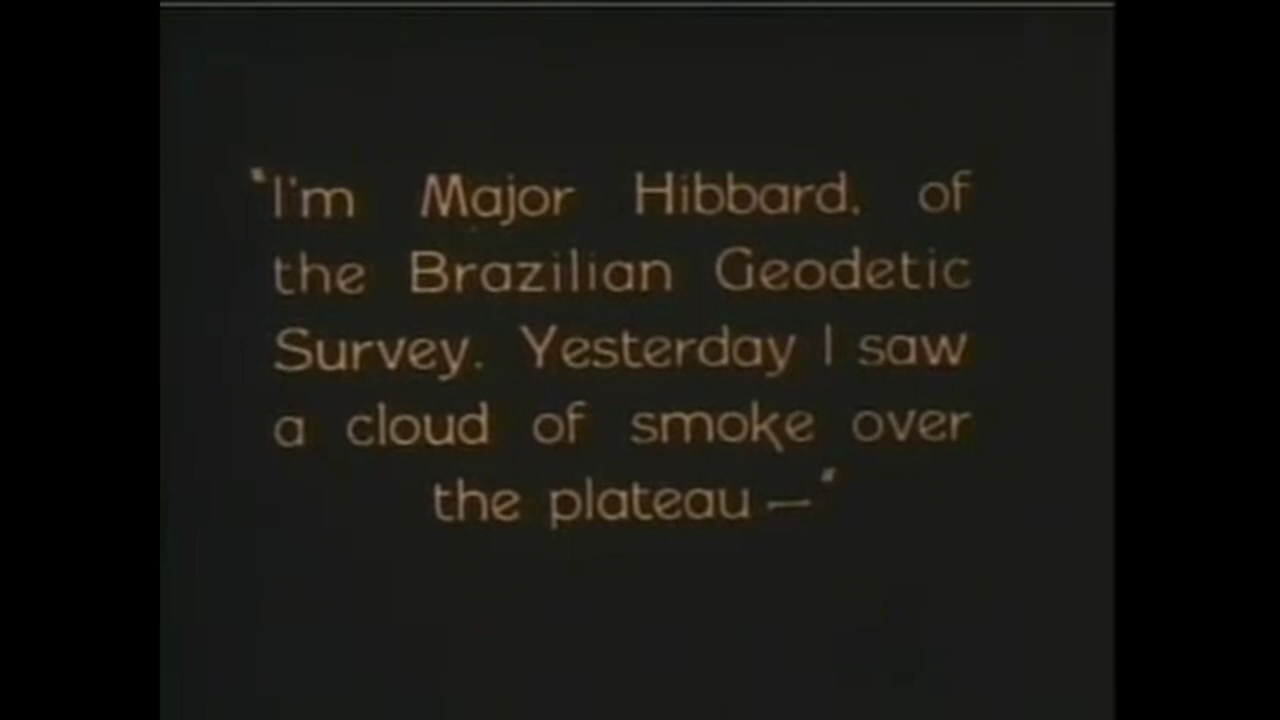 "I'm Major Hibbard, of
the Brazilian Geodetic
Survey. Yesterday I saw
a cloud of smoke over
the plateau—"